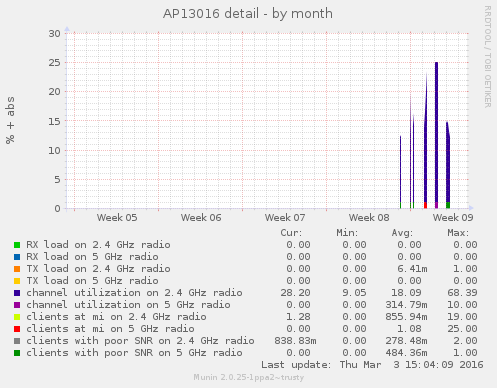 AP13016 detail - by month
RRDTOOL / TOBI OETIKER
% + abs
30
25
20
15
10
5
0
Week 05 Week 06 Week 07 Week 08 Week 09
Cur: Min: Avg: Max:
RX load on 2.4 GHz radio 0.00 0.00 0.00 0.00
RX load on 5 GHz radio 0.00 0.00 0.00 0.00
TX load on 2.4 GHz radio 0.00 0.00 6.41m 1.00
TX load on 5 GHz radio 0.00 0.00 0.00 0.00
channel utilization on 2.4 GHz radio 28.20 9.05 18.09 68.39
channel utilization on 5 GHz radio 0.00 0.00 314.79m 10.00
clients at mi on 2.4 GHz radio 1.28 0.00 855.94m 19.00
clients at mi on 5 GHz radio 0.00 0.00 1.08 25.00
clients with poor SNR on 2.4 GHz radio 838.83m 0.00 278.48m 2.00
clients with poor SNR on 5 GHz radio 0.00 0.00 484.36m 1.00
Last update: Thu Mar 3 15:04:09 2016
Munin 2.0.25-1ppa2~trusty